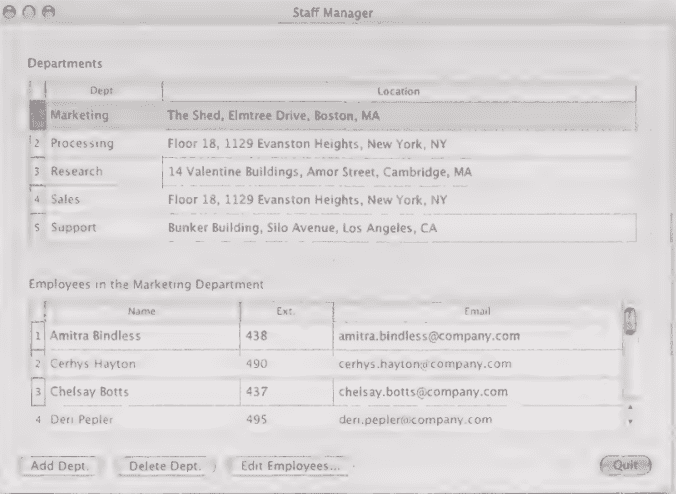 Staff Manager
Departments
Dept Location
Marketing The Shed, Elmtree Drive, Boston, MA
2 Processing Floor 18, 1129 Evanston Heights, New York, NY
3 Research 14 Valentine Buildings, Amor Street, Cambridge, MA
4 Sales Floor 18, 1129 Evanston Heights, New York, NY
5 Support Bunker Building, Silo Avenue, Los Angeles, CA
Employees in the Marketing Department
Name Ext. Email
1 Amitra Bindless 438 amitra.bindless@company.com
2 Cerhys Hayton 490 cerhys.hayton@company.com
3 Chelsay Botts 437 chelsay.botts@company.com
4 Deri Pepler 495 deri.pepler@company.com
Add Dept. Delete Dept. Edit Employees... Quit